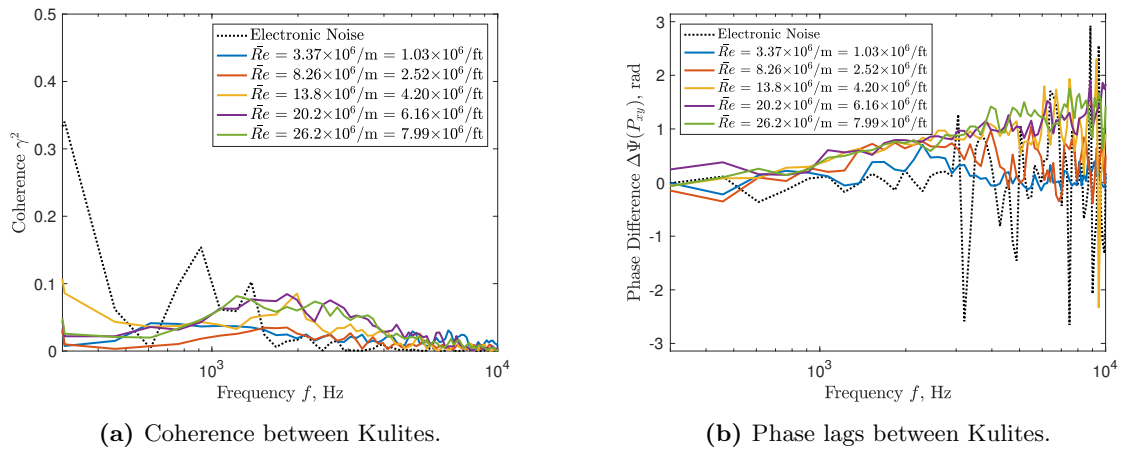 0.5
0.4
0.3
0.2
0.1
0
Coherence γ²
Electronic Noise
R̄e = 3.37×10⁶/m = 1.03×10⁶/ft
R̄e = 8.26×10⁶/m = 2.52×10⁶/ft
R̄e = 13.8×10⁶/m = 4.20×10⁶/ft
R̄e = 20.2×10⁶/m = 6.16×10⁶/ft
R̄e = 26.2×10⁶/m = 7.99×10⁶/ft
10³ 10⁴
Frequency f, Hz
(a) Coherence between Kulites.
3
2
1
0
-1
-2
-3
Phase Difference ΔΨ(Pxy), rad
Electronic Noise
R̄e = 3.37×10⁶/m = 1.03×10⁶/ft
R̄e = 8.26×10⁶/m = 2.52×10⁶/ft
R̄e = 13.8×10⁶/m = 4.20×10⁶/ft
R̄e = 20.2×10⁶/m = 6.16×10⁶/ft
R̄e = 26.2×10⁶/m = 7.99×10⁶/ft
10³ 10⁴
Frequency f, Hz
(b) Phase lags between Kulites.